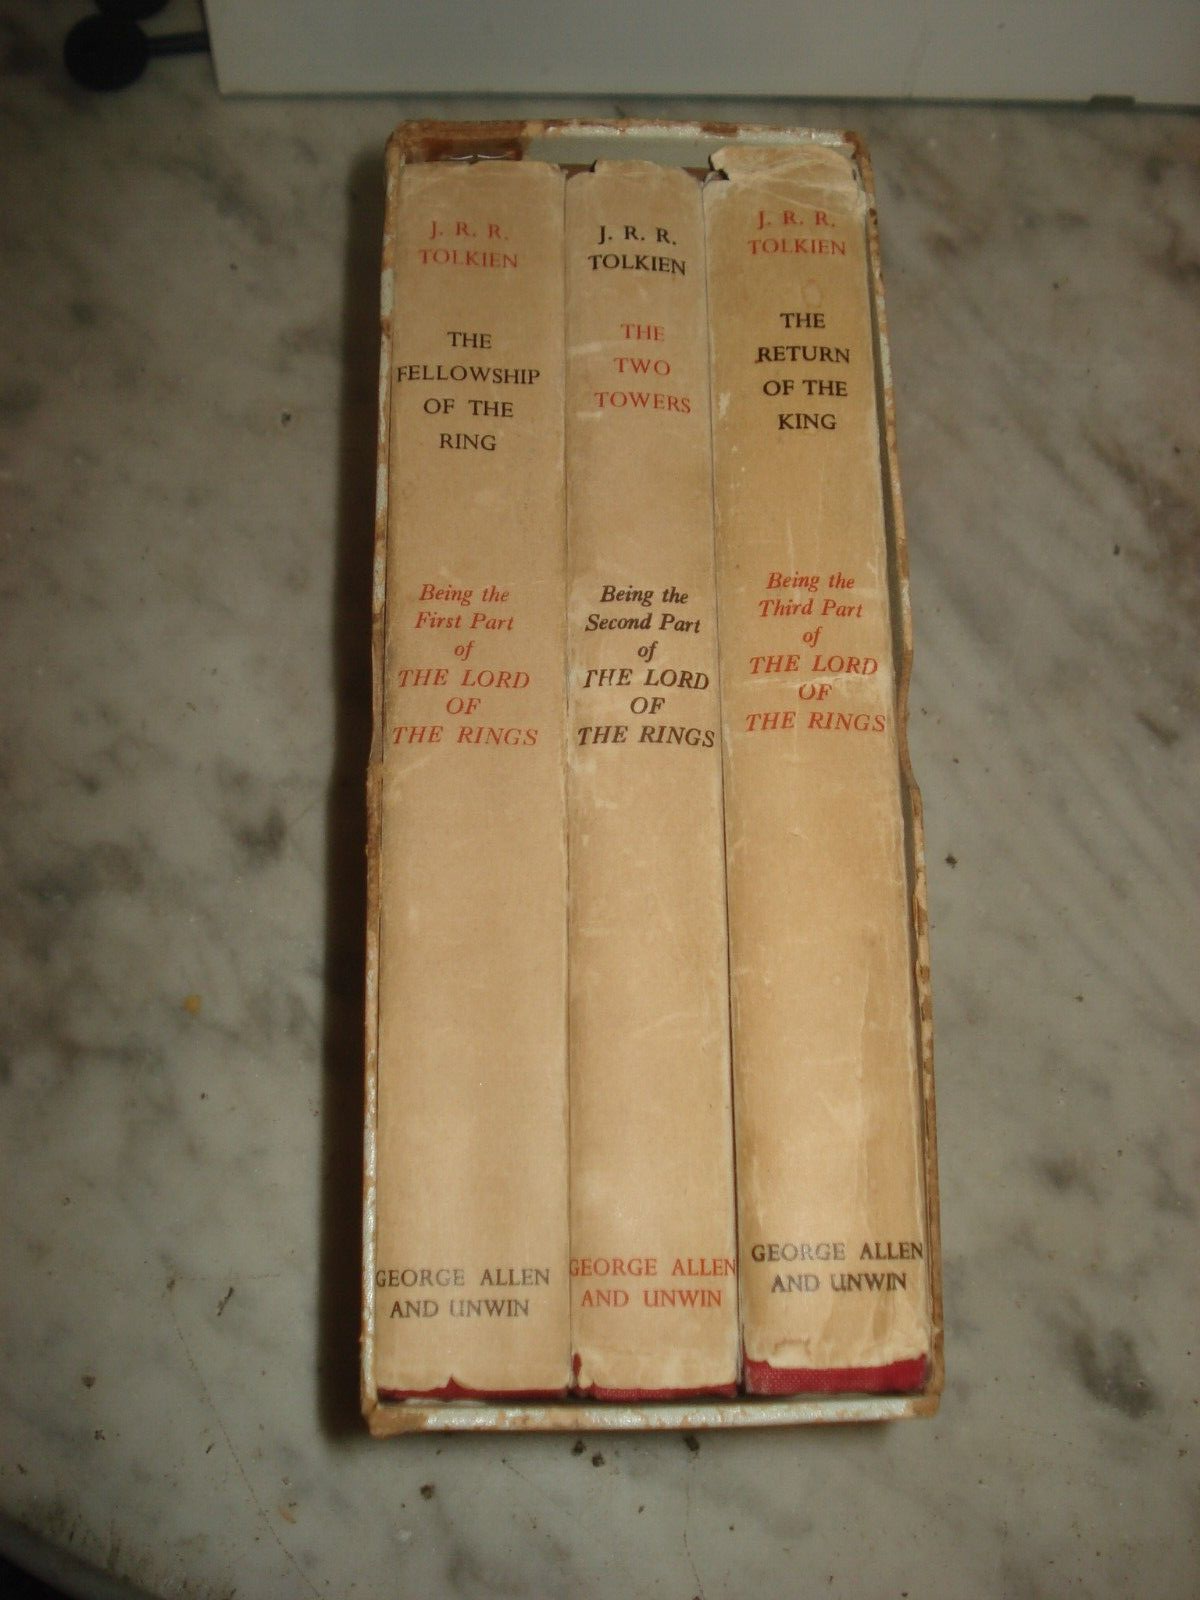 J. R. R.
TOLKIEN
THE
FELLOWSHIP
OF THE
RING
Being the
First Part
of
THE LORD
OF
THE RINGS
GEORGE ALLEN
AND UNWIN
J. R. R.
TOLKIEN
THE
TWO
TOWERS
Being the
Second Part
of
THE LORD
OF
THE RINGS
GEORGE ALLEN
AND UNWIN
J. R. R.
TOLKIEN
THE
RETURN
OF THE
KING
Being the
Third Part
of
THE LORD
OF
THE RINGS
GEORGE ALLEN
AND UNWIN